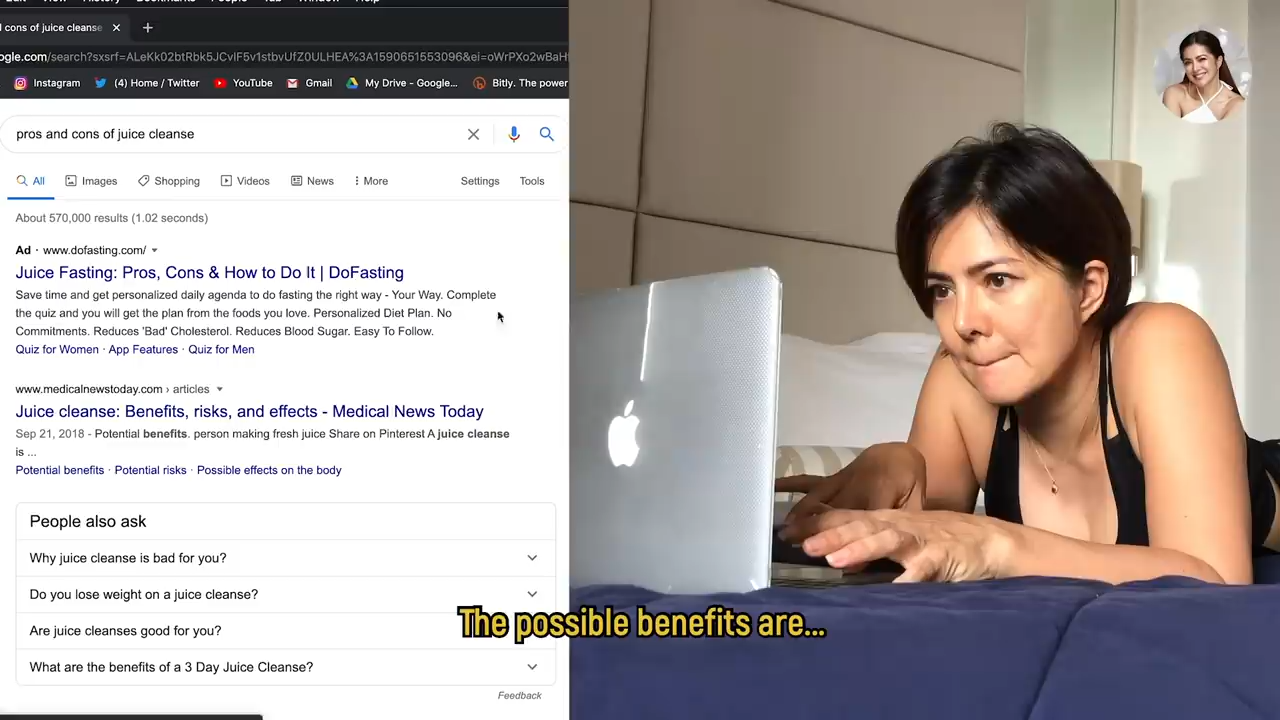 Edit View History Bookmarks People Tab Window Help
d cons of juice cleanse
ogle.com/search?sxsrf=ALeKk02btRbk5JCvIF5v1stbvUfZ0ULHEA%3A1590651553096&ei=oWrPXo2wBaH
Instagram (4) Home / Twitter YouTube Gmail My Drive - Google... Bitly. The power
pros and cons of juice cleanse
All Images Shopping Videos News More Settings Tools
About 570,000 results (1.02 seconds)
Ad · www.dofasting.com/
Juice Fasting: Pros, Cons & How to Do It | DoFasting
Save time and get personalized daily agenda to do fasting the right way - Your Way. Complete
the quiz and you will get the plan from the foods you love. Personalized Diet Plan. No
Commitments. Reduces 'Bad' Cholesterol. Reduces Blood Sugar. Easy To Follow.
Quiz for Women · App Features · Quiz for Men
www.medicalnewstoday.com › articles
Juice cleanse: Benefits, risks, and effects - Medical News Today
Sep 21, 2018 - Potential benefits. person making fresh juice Share on Pinterest A juice cleanse
is ...
Potential benefits · Potential risks · Possible effects on the body
People also ask
Why juice cleanse is bad for you?
Do you lose weight on a juice cleanse?
Are juice cleanses good for you?
What are the benefits of a 3 Day Juice Cleanse?
Feedback
The possible benefits are...